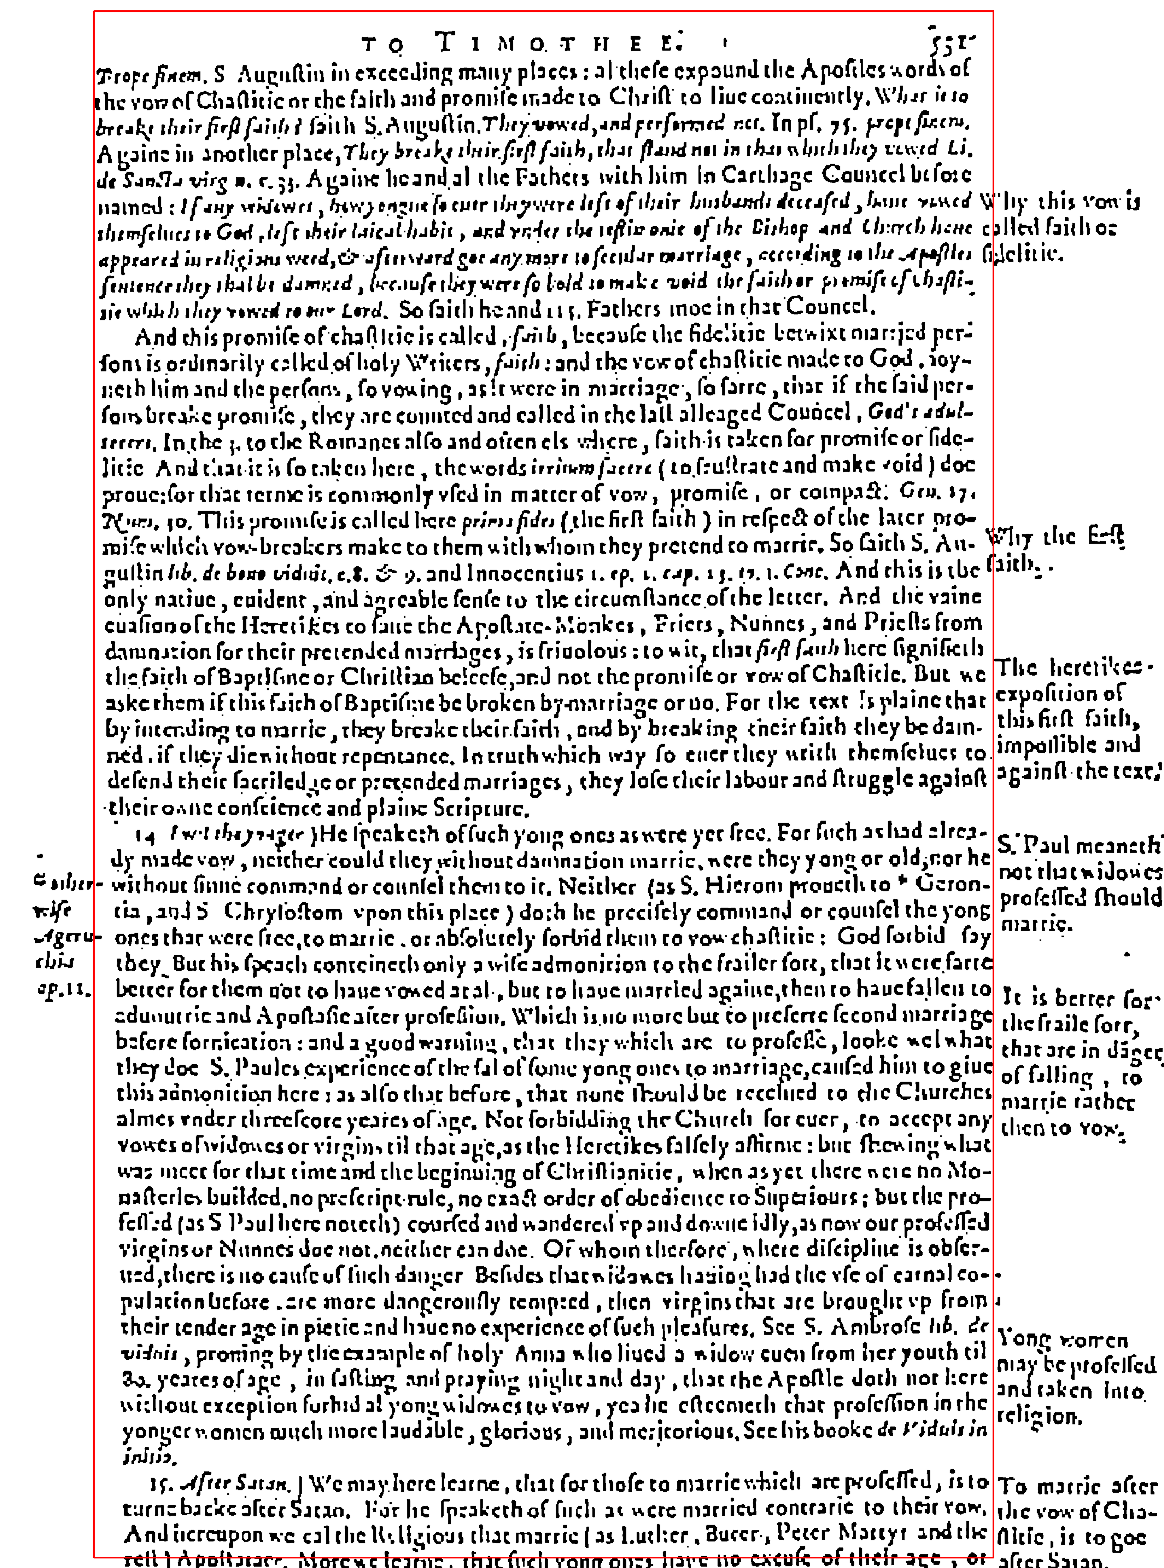 TO TIMOTHEE. 551
Prope finem. S Augustin in exceeding many places: al these expound the Apostles words of
the vow of Chastitie or the faith and promise made to Christ to liue continently. What is to
breake their first faith? saith S. Augustin. They vowed, and performed not. In ps. 75. prope finem.
Againe in another place, They breake their first faith, that stand not in that which they vowed Li.
de Sancta virg. c. 33. Againe he and al the Fathers with him in Carthage Councel before
named: If any widowes, how yongue so euer they were left of their husbands deceased, haue vowed
themselues to God, left their laical habit, and vnder the testimonie of the Bishop and Church haue
appeared in religious weed, & afterward goe any more to secular marriage, according to the Apostles
sentence they shal be damned, because they were so bold to make void the faith or promise of chasti-
tie which they vowed to our Lord. So saith he and 215. Fathers moe in that Councel.
Why this vow is
called faith or
fidelitie.
And this promise of chastitie is called, faith, because the fidelitie betwixt married per-
sons is ordinarily called of holy Writers, faith: and the vow of chastitie made to God, ioy-
neth him and the persons, so vowing, as it were in marriage, so farre, that if the said per-
sons breake promise, they are counted and called in the last alleaged Councel, God's adul-
terers. In the 3. to the Romanes also and often els where, faith is taken for promise or fide-
litie And that it is so taken here, the words irritum facere (to frustrate and make void) doe
proue: for that terme is commonly vsed in matter of vow, promise, or compact. Gen. 17.
Num. 30. This promise is called here prima fides (the first faith) in respect of the later pro-
mise which vow-breakers make to them with whom they pretend to marrie. So saith S. Au-
gustin lib. de bono viduit. c. 8. & 9. and Innocentius 1. ep. 2. cap. 13. to. 1. Conc. And this is the
only natiue, euident, and agreable sense to the circumstance of the letter. And the vaine
euasion of the Heretikes to saue the Apostate-Monkes, Friers, Nunnes, and Priests from
damnation for their pretended marriages, is friuolous: to wit, that first faith here signifieth
the faith of Baptisme or Christian beleefe, and not the promise or vow of Chastitie. But we
aske them if this faith of Baptisme be broken by marriage or no. For the text is plaine that
by intending to marrie, they breake their faith, and by breaking their faith they be dam-
ned, if they die without repentance. In truth which way so euer they writh themselues to
defend their sacriledge or pretended marriages, they lose their labour and struggle against
their owne conscience and plaine Scripture.
Why the first
faith.
The heretikes
exposition of
this first faith,
impossible and
against the text.
14 I wil the yonger) He speaketh of such yong ones as were yet free. For such as had alrea-
dy made vow, neither could they without damnation marrie, were they yong or old, nor he
without sinne command or counsel them to it. Neither (as S. Hierom proueth to * Geron-
tia, and S Chrysostom vpon this place) doth he precisely command or counsel the yong
ones that were free, to marrie, or absolutely forbid them to vow chastitie: God forbid say
they. But his speach conteineth only a wise admonition to the frailer sort, that it were farre
better for them not to haue vowed at al, but to haue married againe, then to haue fallen to
aduoutrie and Apostasie after profession. Which is no more but to preferre second marriage
before fornication: and a good warning, that they which are to professe, looke wel what
they doe S. Paules experience of the fal of some yong ones to marriage, caused him to giue
this admonition here: as also that before, that none should be receiued to the Churches
almes vnder threescore yeares of age. Not forbidding the Church for euer, to accept any
vowes of widowes or virgins til that age, as the Heretikes falsely affirme: but shewing what
was meet for that time and the beginning of Christianitie, when as yet there were no Mo-
nasteries builded, no prescript rule, no exact order of obedience to Superiours; but the pro-
fessed (as S Paul here noteth) coursed and wandered vp and downe idly, as now our professed
virgins or Nunnes doe not, neither can doe. Of whom therfore, where discipline is obser-
ued, there is no cause of such danger Besides that widowes hauing had the vse of carnal co-
pulation before, are more dangerously tempted, then virgins that are brought vp from
their tender age in pietie and haue no experience of such pleasures. See S. Ambrose lib. de
viduis, prouing by the example of holy Anna who liued a widow euen from her youth til
80. yeares of age, in fasting and praying night and day, that the Apostle doth not here
without exception forbid al yong widowes to vow, yea he esteemeth that profession in the
yonger women much more laudable, glorious, and meritorious. See his booke de Viduis in
initio.
* otherwise
Ageru-
chia
ep. 11.
S. Paul meaneth
not that widowes
professed should
marrie.
It is better for
the fraile sort,
that are in dãger
of falling, to
marrie rather
then to vow.
Yong women
may be professed
and taken into
religion.
15. After Satan.) We may here learne, that for those to marrie which are professed, is to
turne backe after Satan. For he speaketh of such as were married contrarie to their vow.
And hereupon we cal the Religious that marrie (as Luther, Bucer, Peter Martyr and the
rest) Apostataes. More we learne, that such yong ones haue no excuse of their age, or
To marrie after
the vow of Cha-
stitie, is to goe
after Satan.